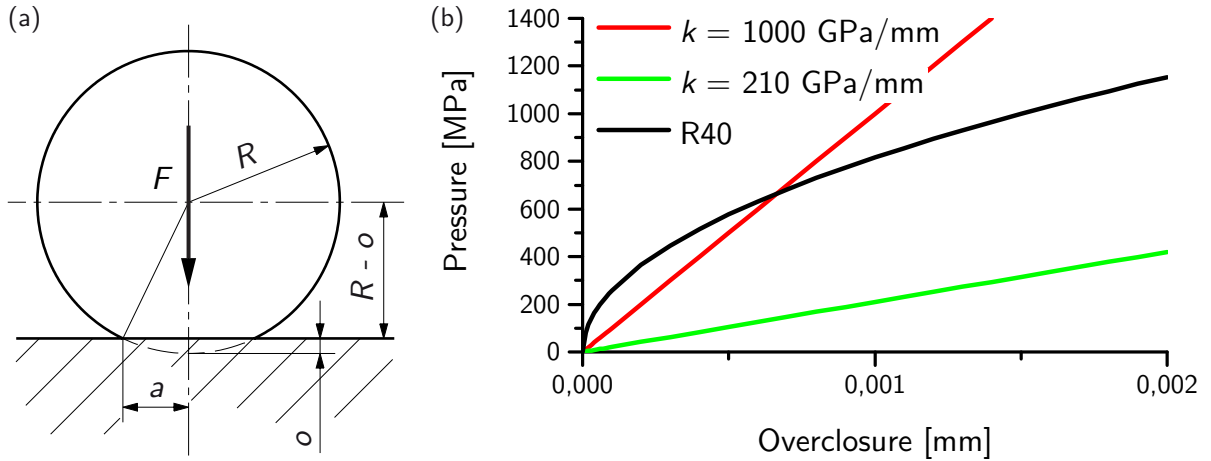 (a)
F
R
R - o
a
o
(b)
Pressure [MPa]
1400
1200
1000
800
600
400
200
0
k = 1000 GPa/mm
k = 210 GPa/mm
R40
0,000
0,001
0,002
Overclosure [mm]